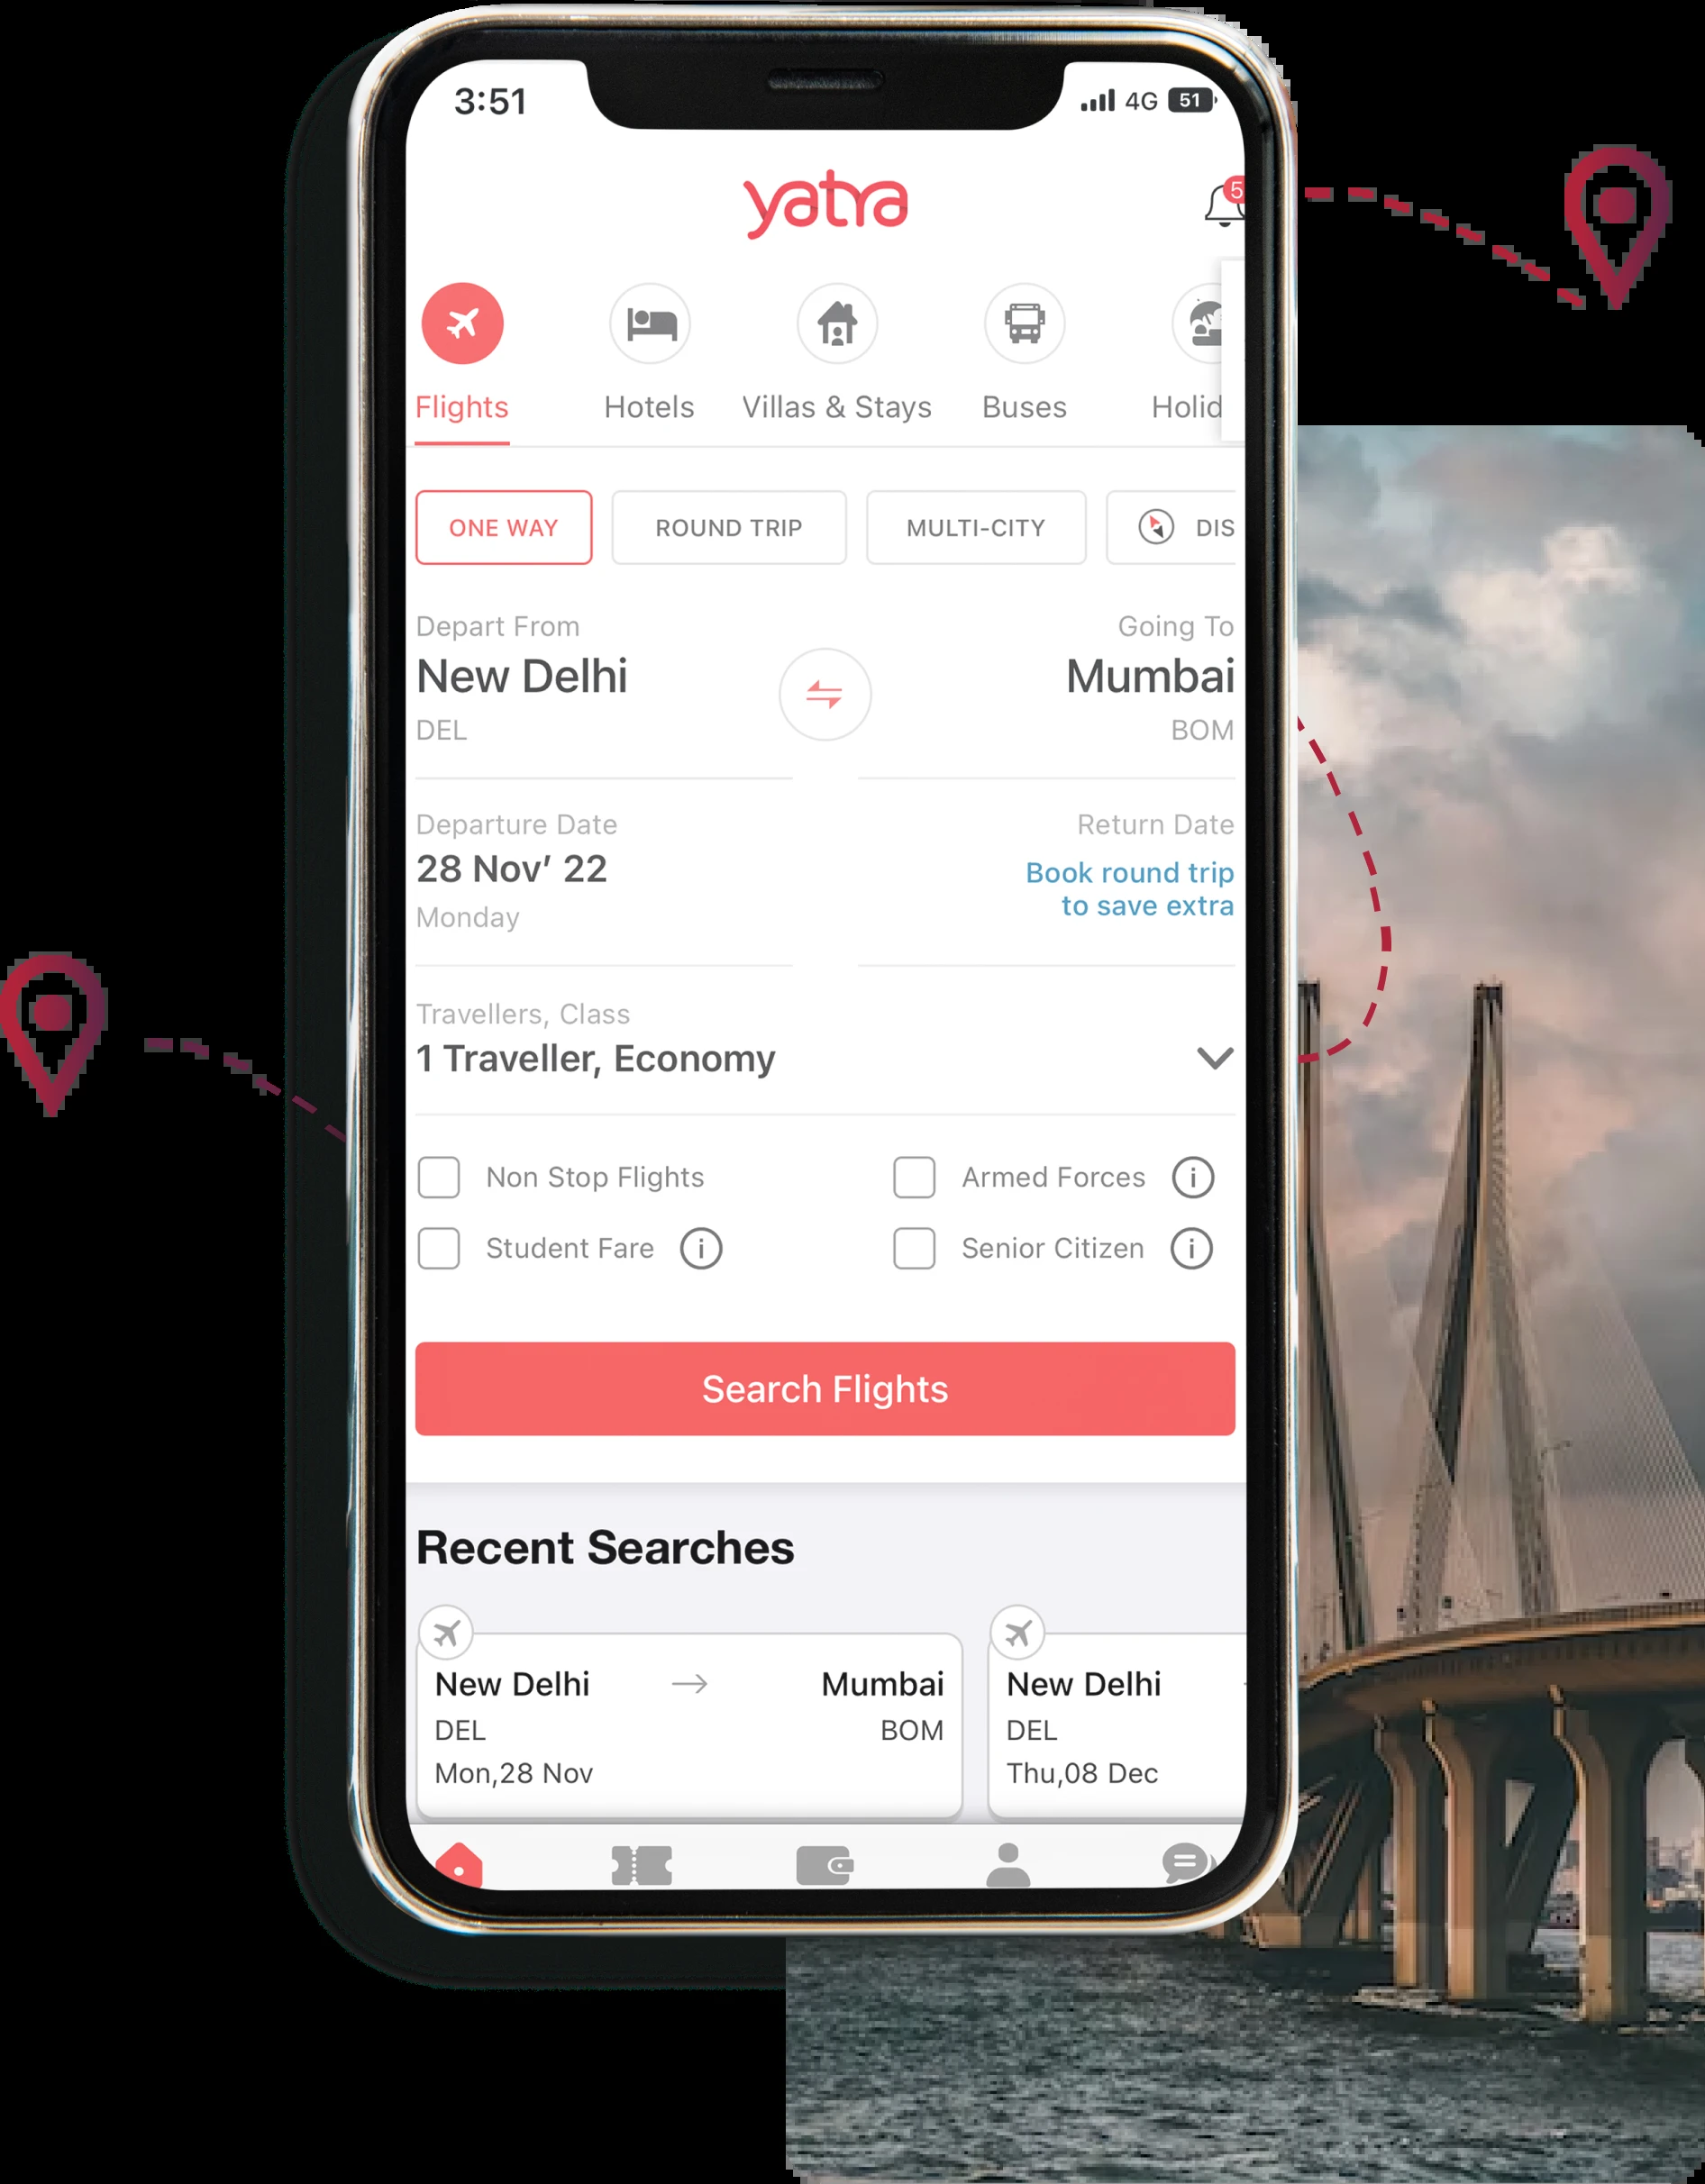 3:51
4G
51
yatra
5
Flights
Hotels
Villas & Stays
Buses
Holid
ONE WAY
ROUND TRIP
MULTI-CITY
DIS
Depart From
Going To
New Delhi
Mumbai
DEL
BOM
Departure Date
Return Date
28 Nov’ 22
Book round trip
to save extra
Monday
Travellers, Class
1 Traveller, Economy
Non Stop Flights
Armed Forces
Student Fare
Senior Citizen
Search Flights
Recent Searches
New Delhi → Mumbai
DEL
BOM
Mon,28 Nov
New Delhi
DEL
Thu,08 Dec